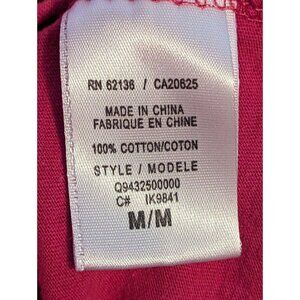 RN 62136 / CA20625
MADE IN CHINA
FABRIQUE EN CHINE
100% COTTON/COTON
STYLE / MODELE
Q9432500000
C# IK9841
M/M